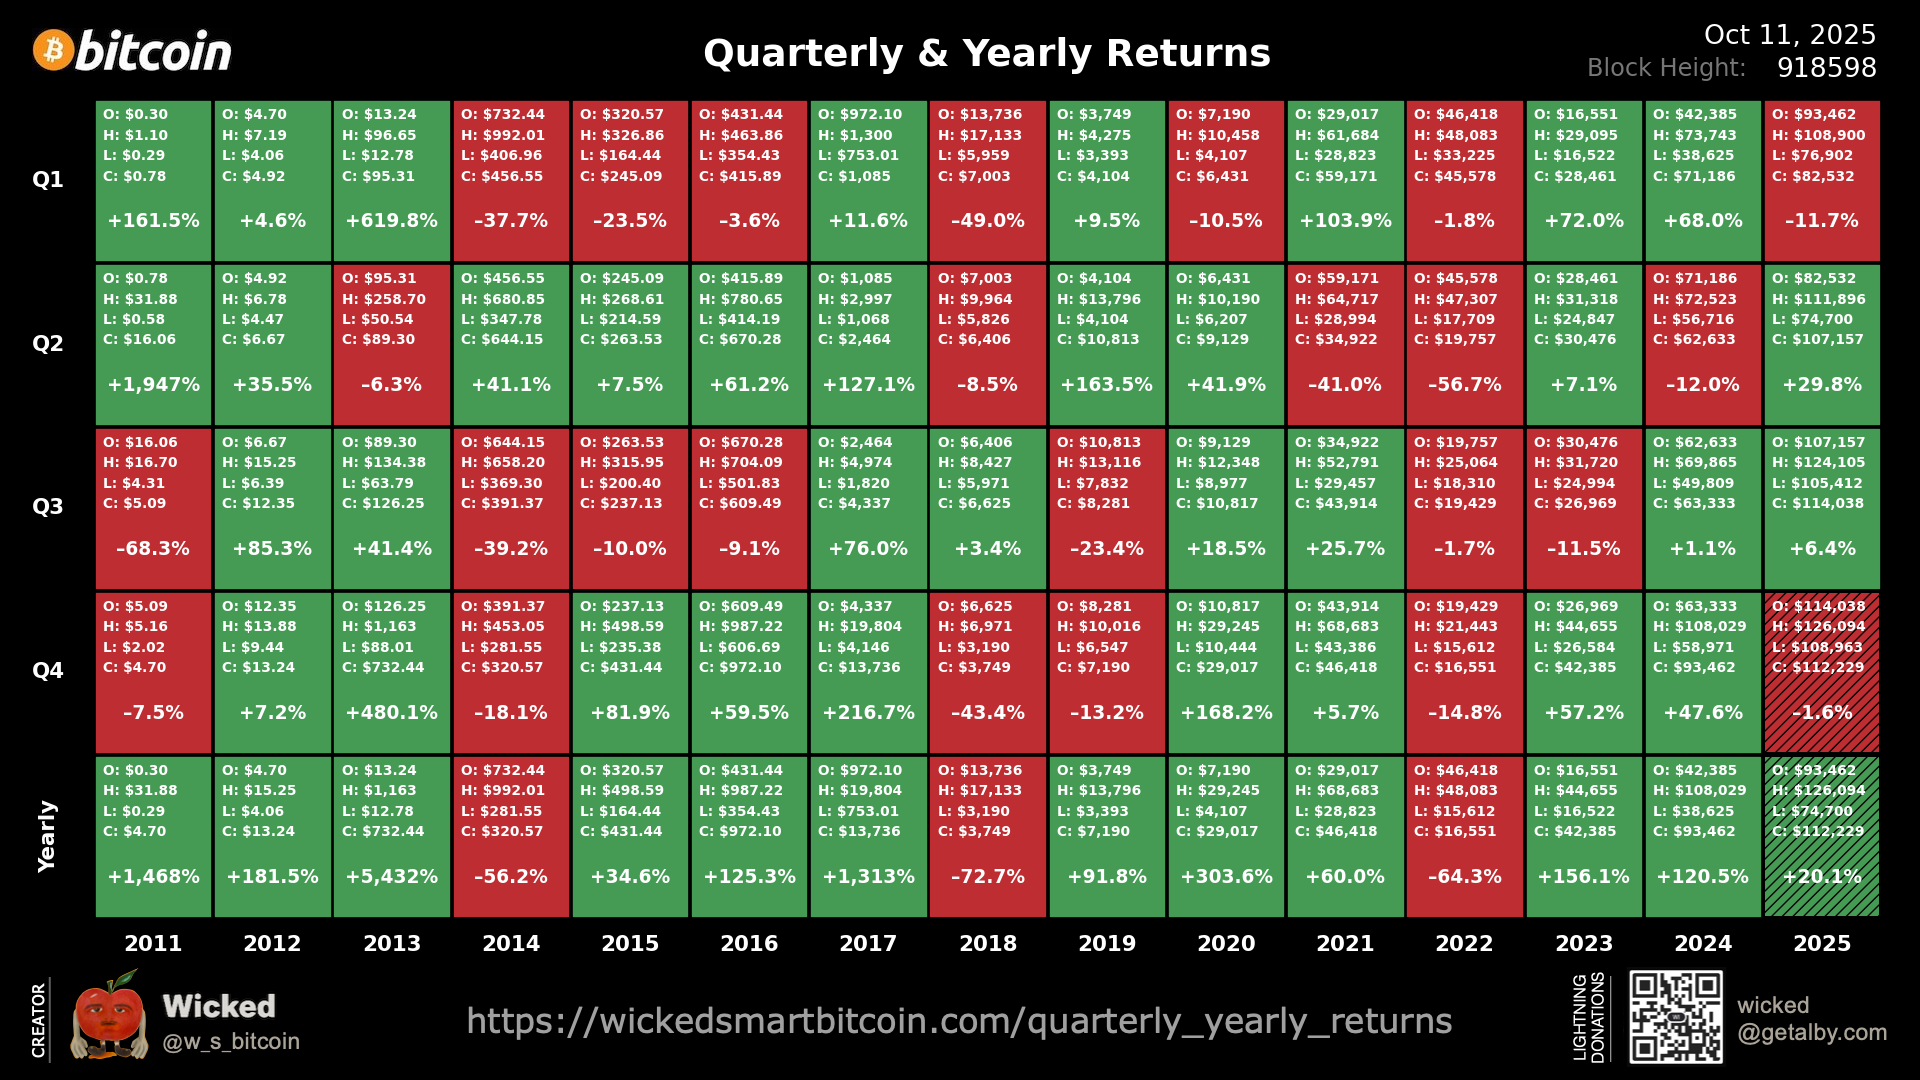 bitcoin
Quarterly & Yearly Returns
Oct 11, 2025
Block Height: 918598
Q1
O: $0.30 O: $4.70 O: $13.24 O: $732.44 O: $320.57 O: $431.44 O: $972.10 O: $13,736 O: $3,749 O: $7,190 O: $29,017 O: $46,418 O: $16,551 O: $42,385 O: $93,462
H: $1.10 H: $7.19 H: $96.65 H: $992.01 H: $326.86 H: $463.86 H: $1,300 H: $17,133 H: $4,275 H: $10,458 H: $61,684 H: $48,083 H: $29,095 H: $73,743 H: $108,900
L: $0.29 L: $4.06 L: $12.78 L: $406.96 L: $164.44 L: $354.43 L: $753.01 L: $5,959 L: $3,393 L: $4,107 L: $28,823 L: $33,225 L: $16,522 L: $38,625 L: $76,902
C: $0.78 C: $4.92 C: $95.31 C: $456.55 C: $245.09 C: $415.89 C: $1,085 C: $7,003 C: $4,104 C: $6,431 C: $59,171 C: $45,578 C: $28,461 C: $71,186 C: $82,532
+161.5% +4.6% +619.8% –37.7% –23.5% –3.6% +11.6% –49.0% +9.5% –10.5% +103.9% –1.8% +72.0% +68.0% –11.7%
Q2
O: $0.78 O: $4.92 O: $95.31 O: $456.55 O: $245.09 O: $415.89 O: $1,085 O: $7,003 O: $4,104 O: $6,431 O: $59,171 O: $45,578 O: $28,461 O: $71,186 O: $82,532
H: $31.88 H: $6.78 H: $258.70 H: $680.85 H: $268.61 H: $780.65 H: $2,997 H: $9,964 H: $13,796 H: $10,190 H: $64,717 H: $47,307 H: $31,318 H: $72,523 H: $111,896
L: $0.58 L: $4.47 L: $50.54 L: $347.78 L: $214.59 L: $414.19 L: $1,068 L: $5,826 L: $4,104 L: $6,207 L: $28,994 L: $17,709 L: $24,847 L: $56,716 L: $74,700
C: $16.06 C: $6.67 C: $89.30 C: $644.15 C: $263.53 C: $670.28 C: $2,464 C: $6,406 C: $10,813 C: $9,129 C: $34,922 C: $19,757 C: $30,476 C: $62,633 C: $107,157
+1,947% +35.5% –6.3% +41.1% +7.5% +61.2% +127.1% –8.5% +163.5% +41.9% –41.0% –56.7% +7.1% –12.0% +29.8%
Q3
O: $16.06 O: $6.67 O: $89.30 O: $644.15 O: $263.53 O: $670.28 O: $2,464 O: $6,406 O: $10,813 O: $9,129 O: $34,922 O: $19,757 O: $30,476 O: $62,633 O: $107,157
H: $16.70 H: $15.25 H: $134.38 H: $658.20 H: $315.95 H: $704.09 H: $4,974 H: $8,427 H: $13,116 H: $12,348 H: $52,791 H: $25,064 H: $31,720 H: $69,865 H: $124,105
L: $4.31 L: $6.39 L: $63.79 L: $369.30 L: $200.40 L: $501.83 L: $1,820 L: $5,971 L: $7,832 L: $8,977 L: $29,457 L: $18,310 L: $24,994 L: $49,809 L: $105,412
C: $5.09 C: $12.35 C: $126.25 C: $391.37 C: $237.13 C: $609.49 C: $4,337 C: $6,625 C: $8,281 C: $10,817 C: $43,914 C: $19,429 C: $26,969 C: $63,333 C: $114,038
–68.3% +85.3% +41.4% –39.2% –10.0% –9.1% +76.0% +3.4% –23.4% +18.5% +25.7% –1.7% –11.5% +1.1% +6.4%
Q4
O: $5.09 O: $12.35 O: $126.25 O: $391.37 O: $237.13 O: $609.49 O: $4,337 O: $6,625 O: $8,281 O: $10,817 O: $43,914 O: $19,429 O: $26,969 O: $63,333 O: $114,038
H: $5.16 H: $13.88 H: $1,163 H: $453.05 H: $498.59 H: $987.22 H: $19,804 H: $6,971 H: $10,016 H: $29,245 H: $68,683 H: $21,443 H: $44,655 H: $108,029 H: $126,094
L: $2.02 L: $9.44 L: $88.01 L: $281.55 L: $235.38 L: $606.69 L: $4,146 L: $3,190 L: $6,547 L: $10,444 L: $43,386 L: $15,612 L: $26,584 L: $58,971 L: $108,963
C: $4.70 C: $13.24 C: $732.44 C: $320.57 C: $431.44 C: $972.10 C: $13,736 C: $3,749 C: $7,190 C: $29,017 C: $46,418 C: $16,551 C: $42,385 C: $93,462 C: $112,229
–7.5% +7.2% +480.1% –18.1% +81.9% +59.5% +216.7% –43.4% –13.2% +168.2% +5.7% –14.8% +57.2% +47.6% –1.6%
Yearly
O: $0.30 O: $4.70 O: $13.24 O: $732.44 O: $320.57 O: $431.44 O: $972.10 O: $13,736 O: $3,749 O: $7,190 O: $29,017 O: $46,418 O: $16,551 O: $42,385 O: $93,462
H: $31.88 H: $15.25 H: $1,163 H: $992.01 H: $498.59 H: $987.22 H: $19,804 H: $17,133 H: $13,796 H: $29,245 H: $68,683 H: $48,083 H: $44,655 H: $108,029 H: $126,094
L: $0.29 L: $4.06 L: $12.78 L: $281.55 L: $164.44 L: $354.43 L: $753.01 L: $3,190 L: $3,393 L: $4,107 L: $28,823 L: $15,612 L: $16,522 L: $38,625 L: $74,700
C: $4.70 C: $13.24 C: $732.44 C: $320.57 C: $431.44 C: $972.10 C: $13,736 C: $3,749 C: $7,190 C: $29,017 C: $46,418 C: $16,551 C: $42,385 C: $93,462 C: $112,229
+1,468% +181.5% +5,432% –56.2% +34.6% +125.3% +1,313% –72.7% +91.8% +303.6% +60.0% –64.3% +156.1% +120.5% +20.1%
2011 2012 2013 2014 2015 2016 2017 2018 2019 2020 2021 2022 2023 2024 2025
CREATOR
Wicked
@w_s_bitcoin
https://wickedsmartbitcoin.com/quarterly_yearly_returns
LIGHTNING
DONATIONS
wicked
@getalby.com